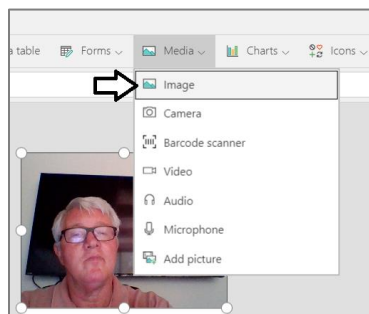 a table Forms Media Charts Icons
Image
Camera
Barcode scanner
Video
Audio
Microphone
Add picture